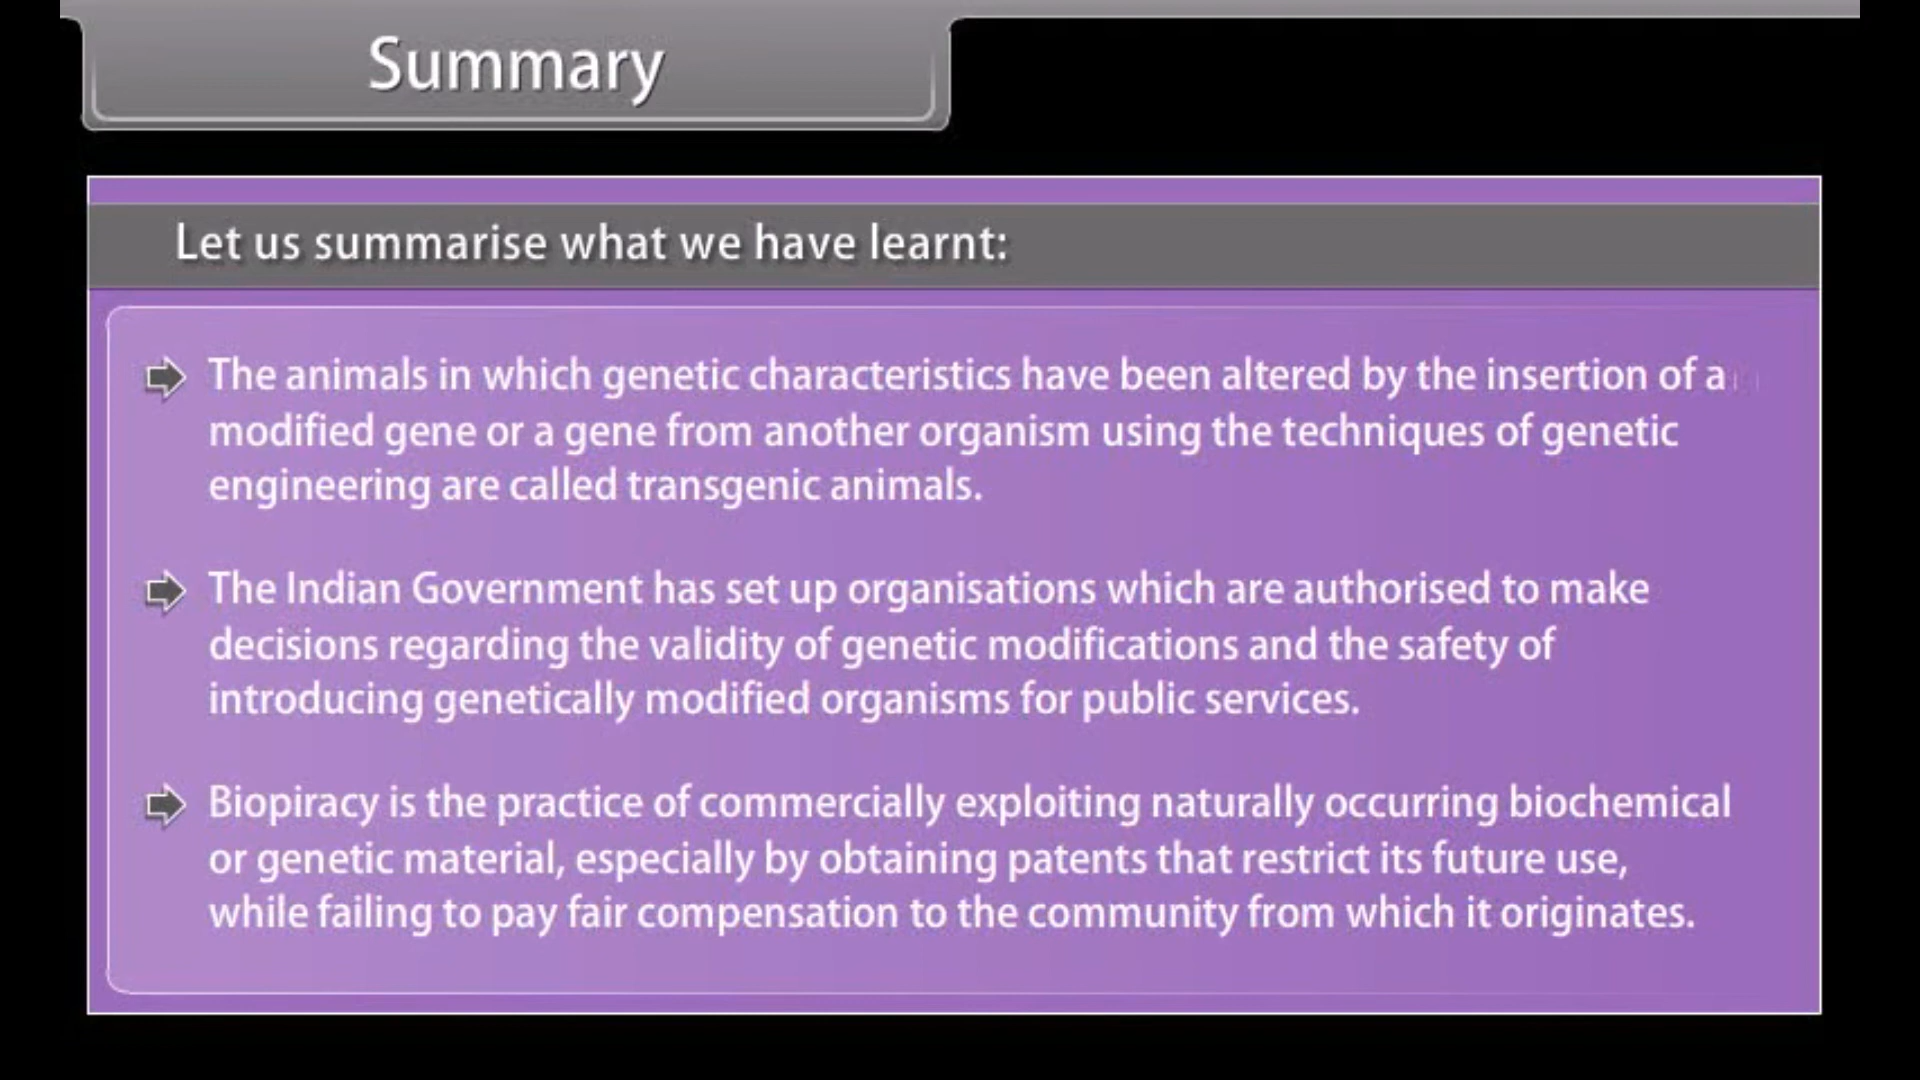 Summary
Let us summarise what we have learnt:
The animals in which genetic characteristics have been altered by the insertion of a
modified gene or a gene from another organism using the techniques of genetic
engineering are called transgenic animals.
The Indian Government has set up organisations which are authorised to make
decisions regarding the validity of genetic modifications and the safety of
introducing genetically modified organisms for public services.
Biopiracy is the practice of commercially exploiting naturally occurring biochemical
or genetic material, especially by obtaining patents that restrict its future use,
while failing to pay fair compensation to the community from which it originates.